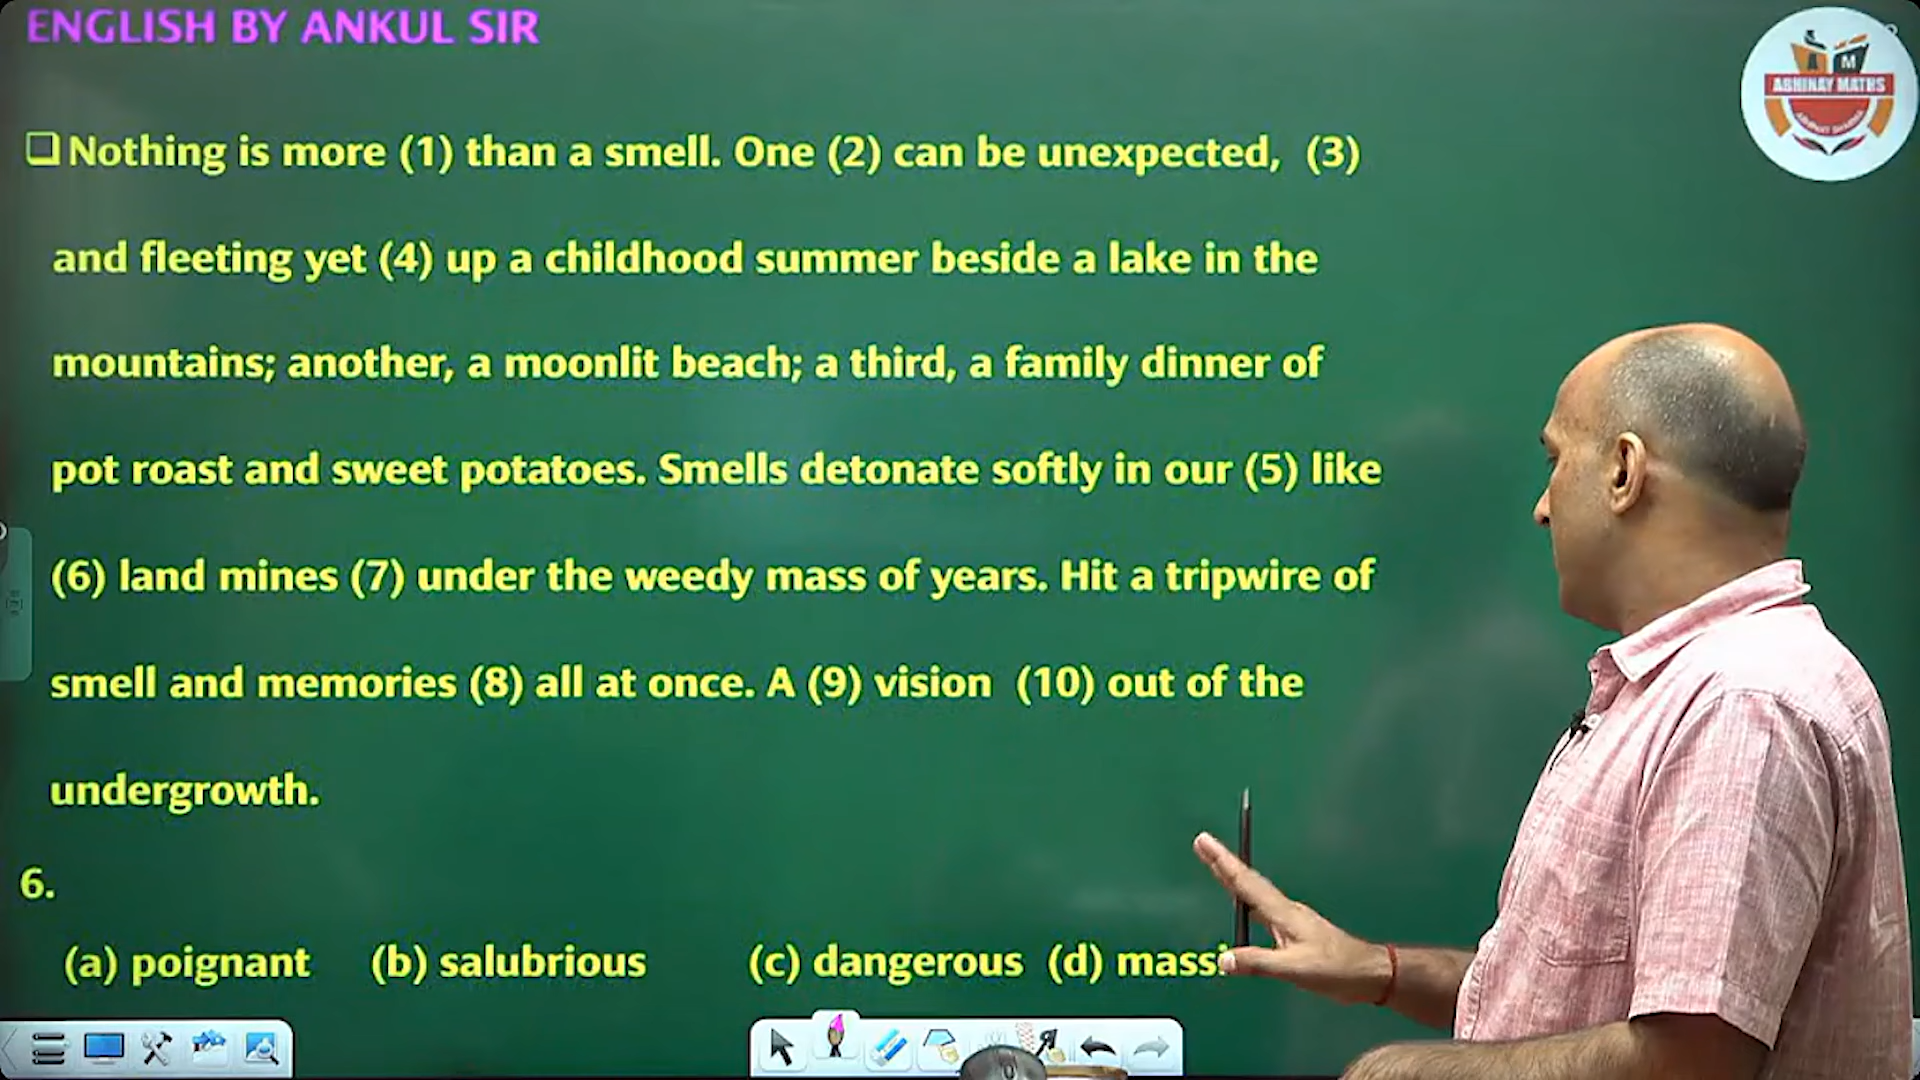 ENGLISH BY ANKUL SIR
A M
ABHINAY MATHS
Nothing is more (1) than a smell. One (2) can be unexpected, (3)
and fleeting yet (4) up a childhood summer beside a lake in the
mountains; another, a moonlit beach; a third, a family dinner of
pot roast and sweet potatoes. Smells detonate softly in our (5) like
(6) land mines (7) under the weedy mass of years. Hit a tripwire of
smell and memories (8) all at once. A (9) vision (10) out of the
undergrowth.
6.
(a) poignant (b) salubrious (c) dangerous (d)